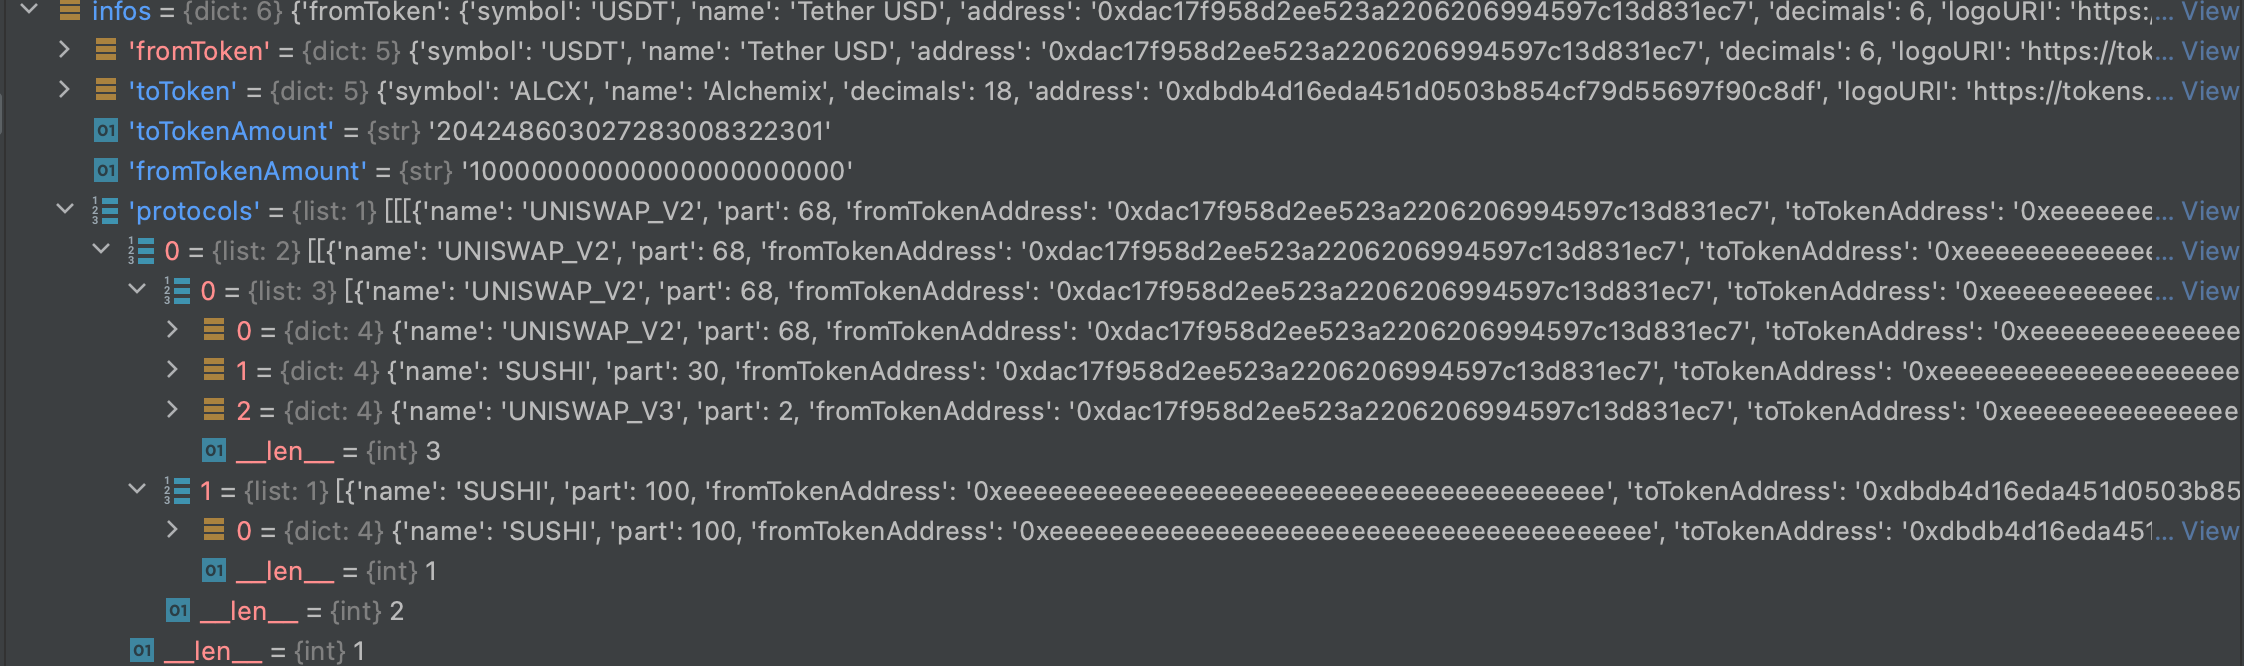 infos = {dict: 6} {'fromToken': {'symbol': 'USDT', 'name': 'Tether USD', 'address': '0xdac17f958d2ee523a2206206994597c13d831ec7', 'decimals': 6, 'logoURI': 'https:/... View
'fromToken' = {dict: 5} {'symbol': 'USDT', 'name': 'Tether USD', 'address': '0xdac17f958d2ee523a2206206994597c13d831ec7', 'decimals': 6, 'logoURI': 'https://tok... View
'toToken' = {dict: 5} {'symbol': 'ALCX', 'name': 'Alchemix', 'decimals': 18, 'address': '0xdbdb4d16eda451d0503b854cf79d55697f90c8df', 'logoURI': 'https://tokens.... View
01 'toTokenAmount' = {str} '2042486030272830083 22301'
01 'fromTokenAmount' = {str} '10000000000000000000000000'
'protocols' = {list: 1} [[[{'name': 'UNISWAP_V2', 'part': 68, 'fromTokenAddress': '0xdac17f958d2ee523a2206206994597c13d831ec7', 'toTokenAddress': '0xeeeeeee... View
0 = {list: 2} [[{'name': 'UNISWAP_V2', 'part': 68, 'fromTokenAddress': '0xdac17f958d2ee523a2206206994597c13d831ec7', 'toTokenAddress': '0xeeeeeeeeeeeee... View
0 = {list: 3} [{'name': 'UNISWAP_V2', 'part': 68, 'fromTokenAddress': '0xdac17f958d2ee523a2206206994597c13d831ec7', 'toTokenAddress': '0xeeeeeeeeeee... View
0 = {dict: 4} {'name': 'UNISWAP_V2', 'part': 68, 'fromTokenAddress': '0xdac17f958d2ee523a2206206994597c13d831ec7', 'toTokenAddress': '0xeeeeeeeeeeeeee
1 = {dict: 4} {'name': 'SUSHI', 'part': 30, 'fromTokenAddress': '0xdac17f958d2ee523a2206206994597c13d831ec7', 'toTokenAddress': '0xeeeeeeeeeeeeeeeeeeee
2 = {dict: 4} {'name': 'UNISWAP_V3', 'part': 2, 'fromTokenAddress': '0xdac17f958d2ee523a2206206994597c13d831ec7', 'toTokenAddress': '0xeeeeeeeeeeeeeee
01 __len__ = {int} 3
1 = {list: 1} [{'name': 'SUSHI', 'part': 100, 'fromTokenAddress': '0xeeeeeeeeeeeeeeeeeeeeeeeeeeeeeeee', 'toTokenAddress': '0xdbdb4d16eda451d0503b85
0 = {dict: 4} {'name': 'SUSHI', 'part': 100, 'fromTokenAddress': '0xeeeeeeeeeeeeeeeeeeeeeeeeeeeeeeee', 'toTokenAddress': '0xdbdb4d16eda451... View
01 __len__ = {int} 1
01 __len__ = {int} 2
01 __len__ = {int} 1